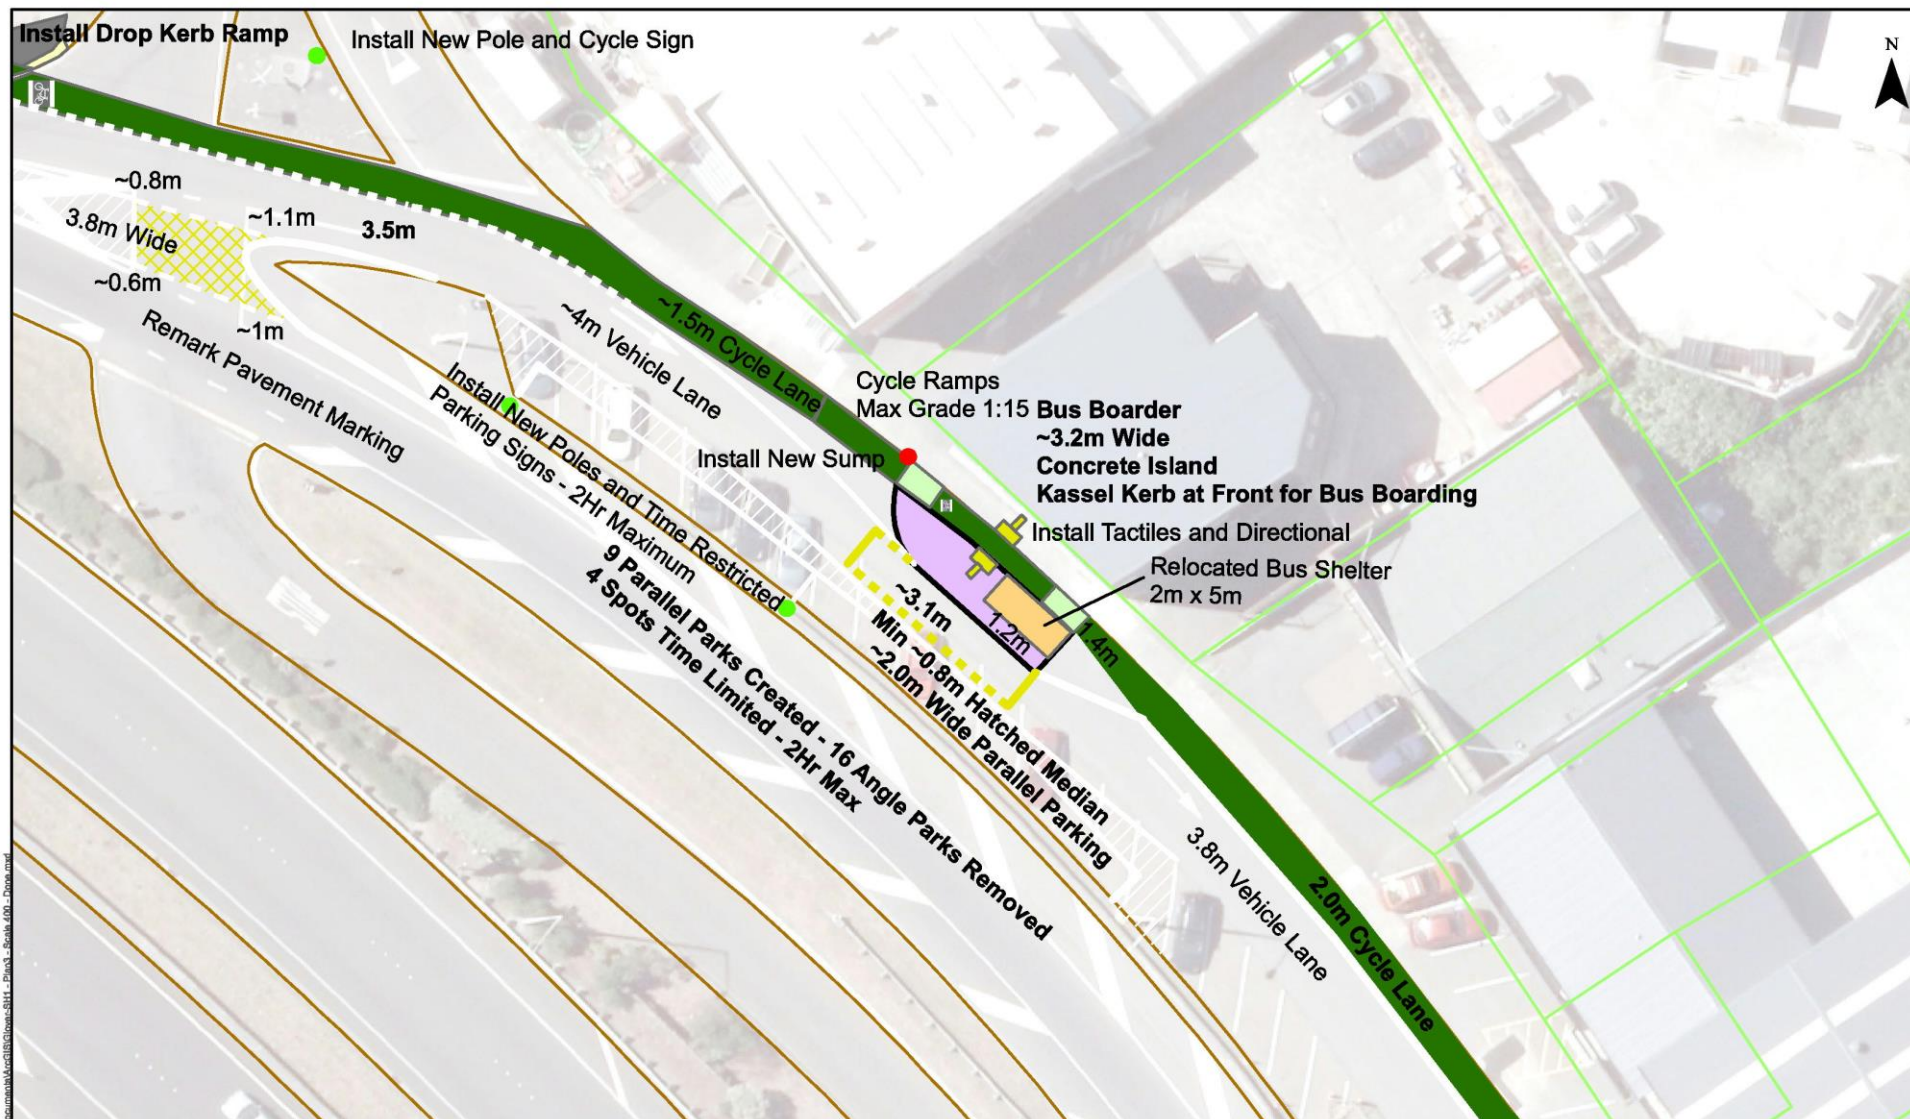 Install Drop Kerb Ramp
Install New Pole and Cycle Sign
N
~0.8m
3.8m Wide
~1.1m
3.5m
~0.6m
~1m
Remark Pavement Marking
~4m Vehicle Lane
~1.5m Cycle Lane
Cycle Ramps
Max Grade 1:15
Bus Boarder
~3.2m Wide
Concrete Island
Kassel Kerb at Front for Bus Boarding
Install New Sump
Install Tactiles and Directional
Relocated Bus Shelter
2m x 5m
Install New Poles and Time Restricted
Parking Signs - 2Hr Maximum
9 Parallel Parks Created - 16 Angle Parks Removed
4 Spots Time Limited - 2Hr Max
~3.1m
1.2m
1.4m
Min ~0.8m Hatched Median
~2.0m Wide Parallel Parking
3.8m Vehicle Lane
2.0m Cycle Lane